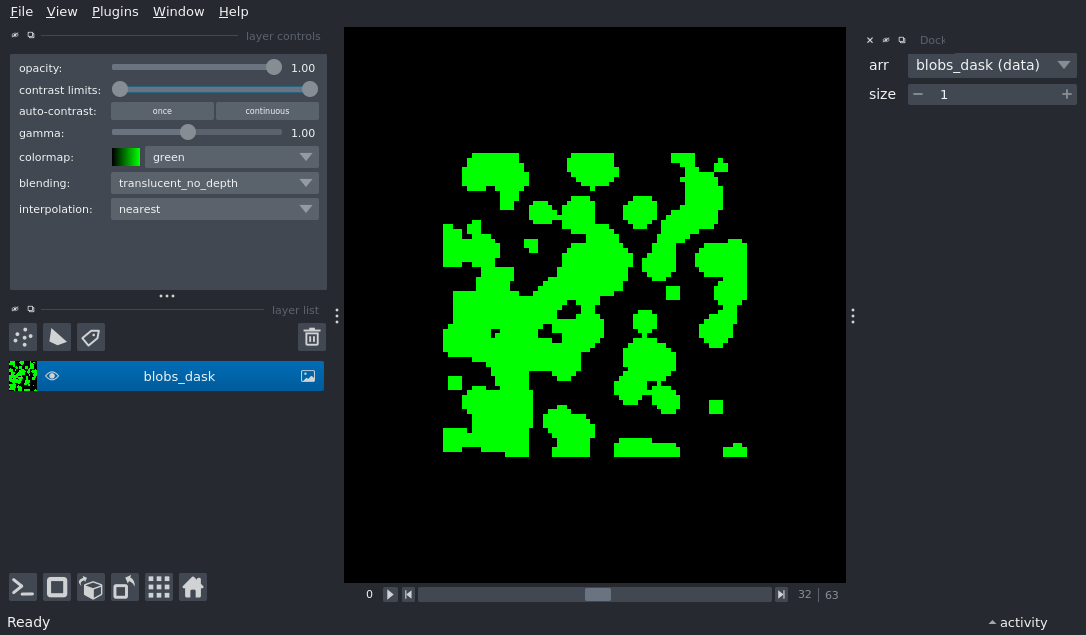 File View Plugins Window Help
layer controls
opacity: 1.00
contrast limits:
auto-contrast: once continuous
gamma: 1.00
colormap: green
blending: translucent_no_depth
interpolation: nearest
layer list
blobs_dask
Dock
arr blobs_dask (data)
size 1
0 32 63
Ready
activity